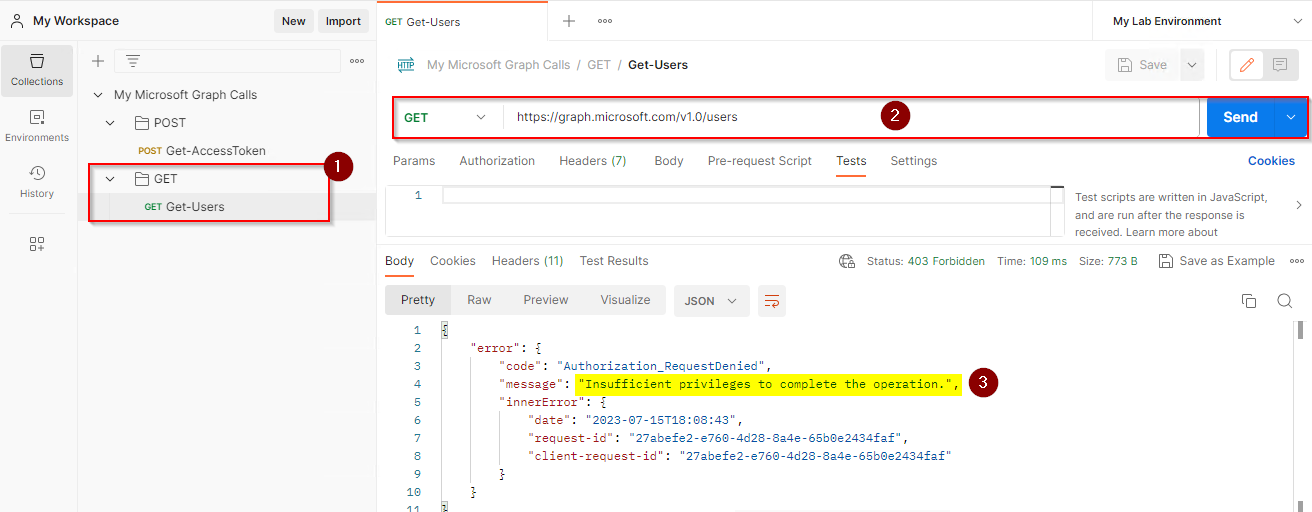 My Workspace
New
Import
GET Get-Users
My Lab Environment
Collections
Environments
History
My Microsoft Graph Calls
POST
POST Get-AccessToken
GET
GET Get-Users
1
HTTP
My Microsoft Graph Calls / GET / Get-Users
Save
GET
https://graph.microsoft.com/v1.0/users
2
Send
Params
Authorization
Headers (7)
Body
Pre-request Script
Tests
Settings
Cookies
1
Test scripts are written in JavaScript,
and are run after the response is
received. Learn more about
Body
Cookies
Headers (11)
Test Results
Status: 403 Forbidden
Time: 109 ms
Size: 773 B
Save as Example
Pretty
Raw
Preview
Visualize
JSON
1 {
2 "error": {
3 "code": "Authorization_RequestDenied",
4 "message": "Insufficient privileges to complete the operation.",
3
5 "innerError": {
6 "date": "2023-07-15T18:08:43",
7 "request-id": "27abefe2-e760-4d28-8a4e-65b0e2434faf",
8 "client-request-id": "27abefe2-e760-4d28-8a4e-65b0e2434faf"
9 }
10 }
11 }